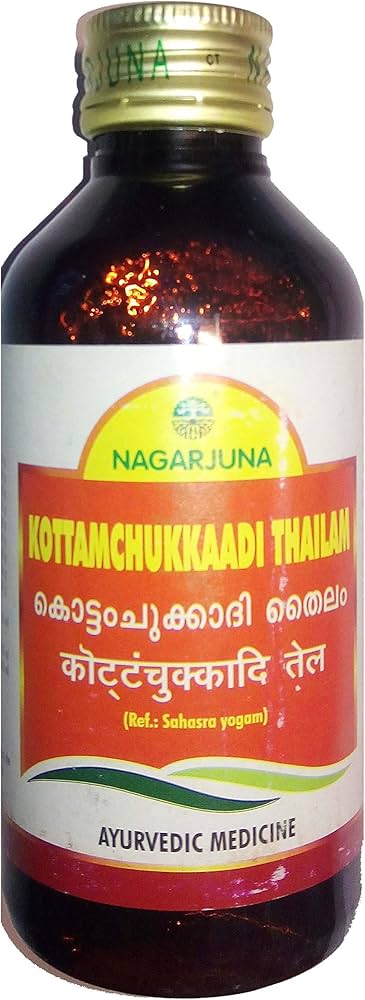 NAGARJUNA
KOTTAMCHUKKAADI THAILAM
കൊട്ടംചുക്കാദി തൈലം
कॊट्टंचुक्कादि तेल
(Ref.: Sahasra yogam)
AYURVEDIC MEDICINE